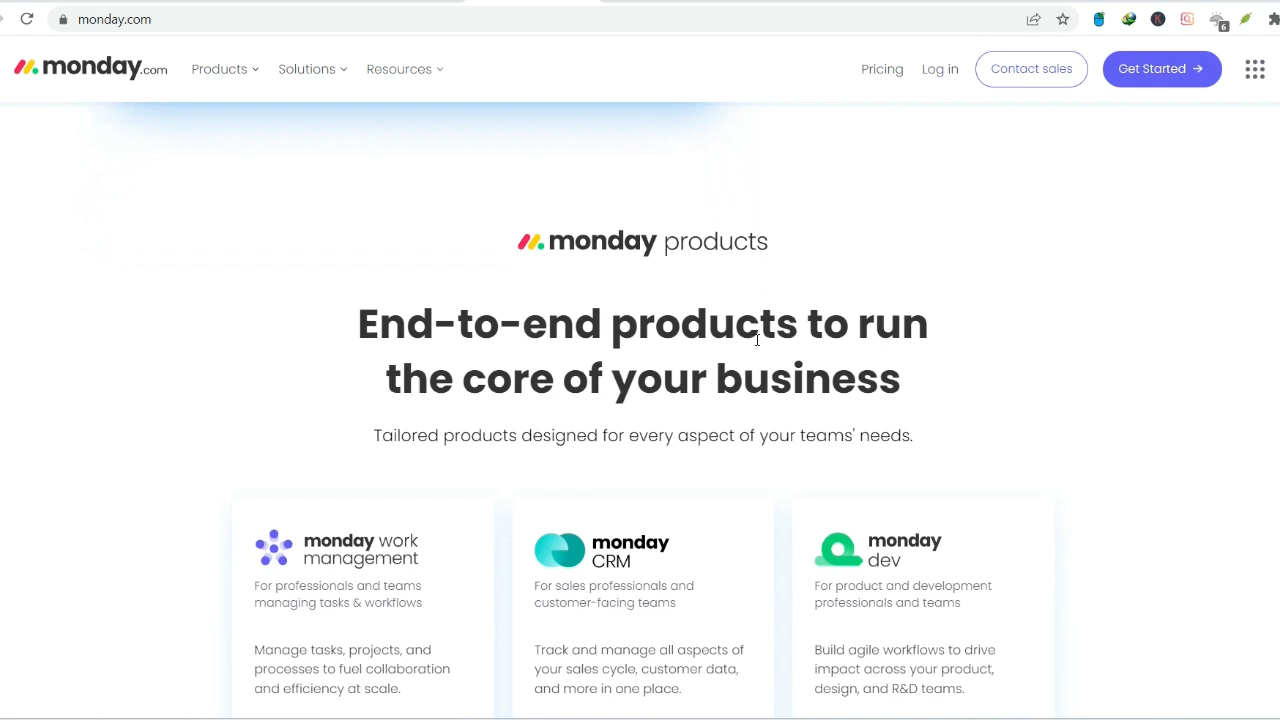 monday.com
6
monday.com
Products
Solutions
Resources
Pricing
Log in
Contact sales
Get Started →
monday products
End-to-end products to run
the core of your business
Tailored products designed for every aspect of your teams' needs.
monday work
management
For professionals and teams
managing tasks & workflows
Manage tasks, projects, and
processes to fuel collaboration
and efficiency at scale.
monday
CRM
For sales professionals and
customer-facing teams
Track and manage all aspects of
your sales cycle, customer data,
and more in one place.
monday
dev
For product and development
professionals and teams
Build agile workflows to drive
impact across your product,
design, and R&D teams.